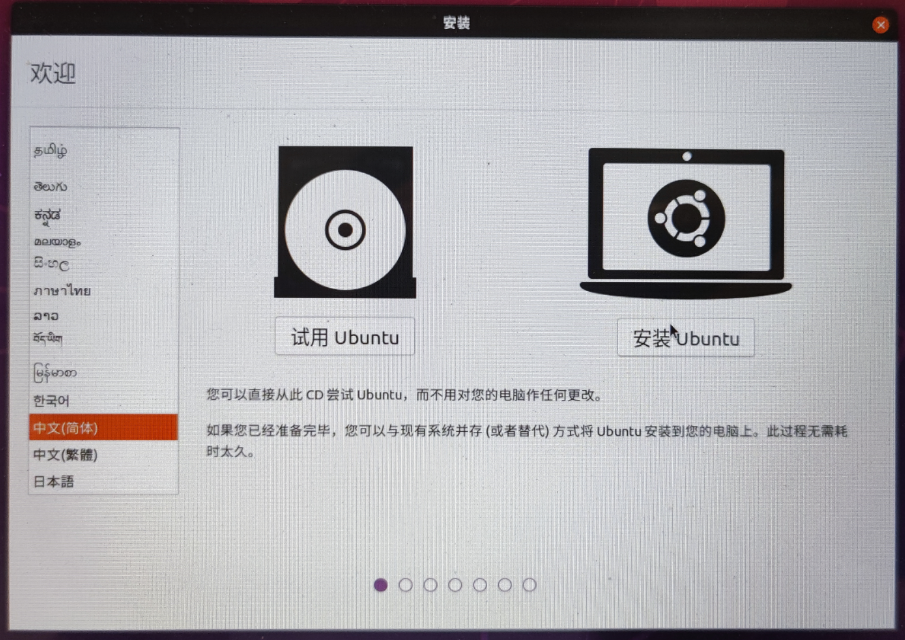 安装
欢迎
தமிழ்
తెలుగు
ಕನ್ನಡ
മലയാളം
සිංහල
ภาษาไทย
ລາວ
བོད་ཡིག
မြန်မာစာ
한국어
中文(简体)
中文(繁體)
日本語
试用 Ubuntu
安装 Ubuntu
您可以直接从此 CD 尝试 Ubuntu，而不用对您的电脑作任何更改。
如果您已经准备完毕，您可以与现有系统并存 (或者替代) 方式将 Ubuntu 安装到您的电脑上。此过程无需耗
时太久。